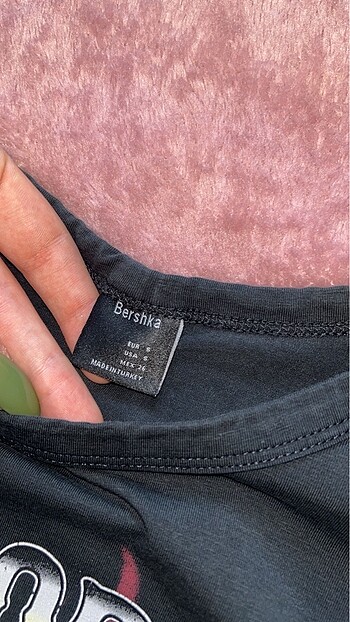 Bershka
EUR S
USA S
MEX 26
MADE IN TURKEY